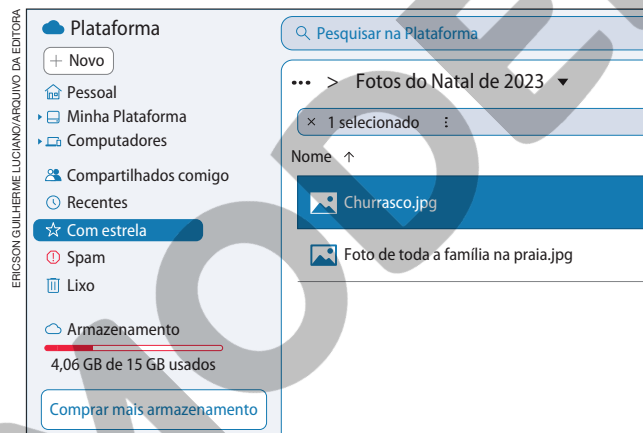 ERICSON GUILHERME LUCIANO/ARQUIVO DA EDITORA
Plataforma
+ Novo
Pessoal
Minha Plataforma
Computadores
Compartilhados comigo
Recentes
Com estrela
Spam
Lixo
Armazenamento
4,06 GB de 15 GB usados
Comprar mais armazenamento
Pesquisar na Plataforma
••• > Fotos do Natal de 2023
× 1 selecionado
Nome ↑
Churrasco.jpg
Foto de toda a família na praia.jpg
MODE